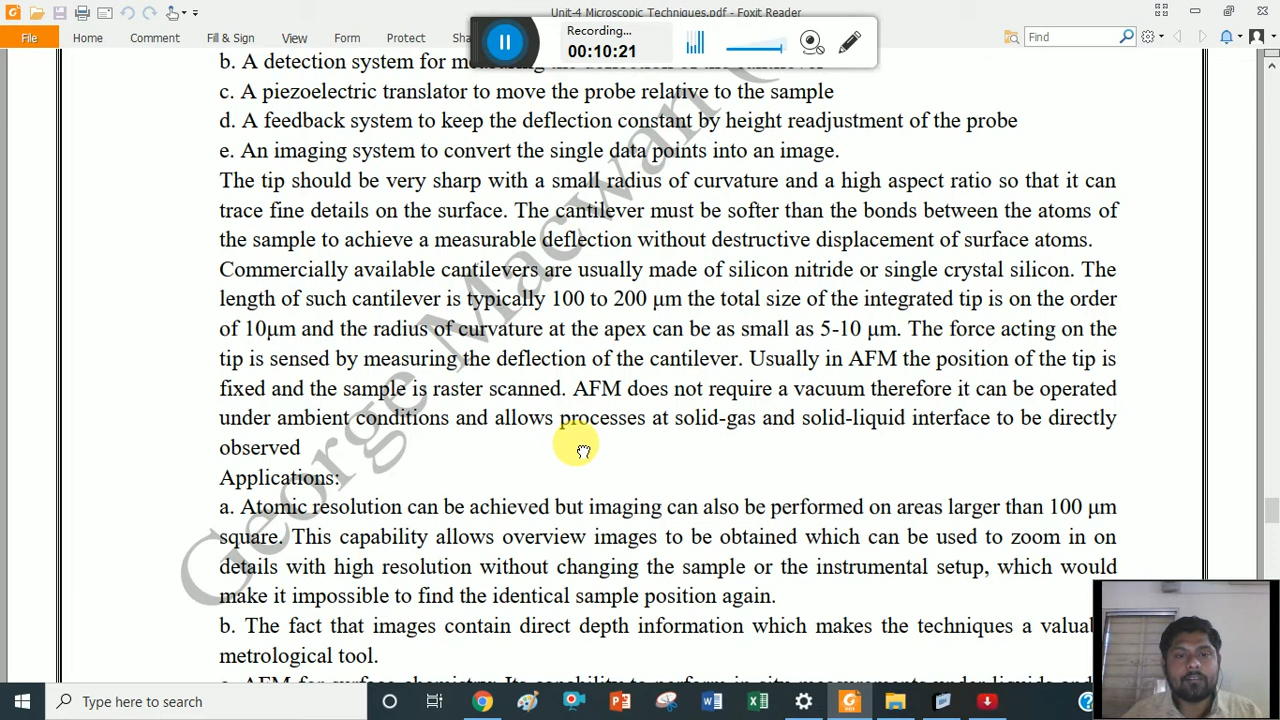 Unit-4 Microscopic Techniques.pdf - Foxit Reader
File Home Comment Fill & Sign View Form Protect Find
Recording...
00:10:21
b. A detection system for
c. A piezoelectric translator to move the probe relative to the sample
d. A feedback system to keep the deflection constant by height readjustment of the probe
e. An imaging system to convert the single data points into an image.
The tip should be very sharp with a small radius of curvature and a high aspect ratio so that it can
trace fine details on the surface. The cantilever must be softer than the bonds between the atoms of
the sample to achieve a measurable deflection without destructive displacement of surface atoms.
Commercially available cantilevers are usually made of silicon nitride or single crystal silicon. The
length of such cantilever is typically 100 to 200 μm the total size of the integrated tip is on the order
of 10μm and the radius of curvature at the apex can be as small as 5-10 μm. The force acting on the
tip is sensed by measuring the deflection of the cantilever. Usually in AFM the position of the tip is
fixed and the sample is raster scanned. AFM does not require a vacuum therefore it can be operated
under ambient conditions and allows processes at solid-gas and solid-liquid interface to be directly
observed
Applications:
a. Atomic resolution can be achieved but imaging can also be performed on areas larger than 100 μm
square. This capability allows overview images to be obtained which can be used to zoom in on
details with high resolution without changing the sample or the instrumental setup, which would
make it impossible to find the identical sample position again.
b. The fact that images contain direct depth information which makes the techniques a
metrological tool.
George Macwan
Type here to search